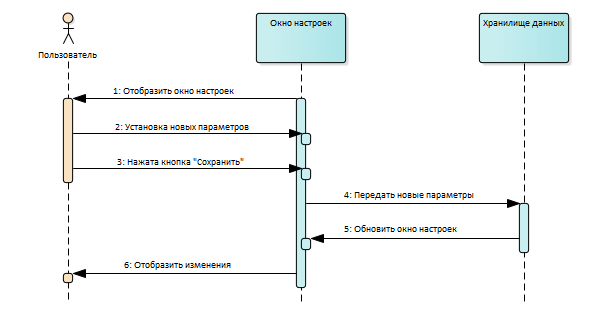 Окно настроек
Хранилище данных
Пользователь
1: Отобразить окно настроек
2: Установка новых параметров
3: Нажата кнопка "Сохранить"
4: Передать новые параметры
5: Обновить окно настроек
6: Отобразить изменения